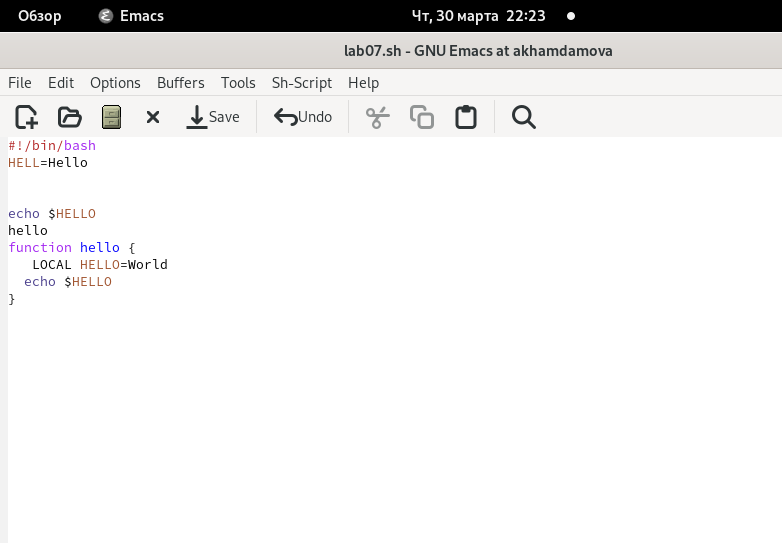 Обзор Emacs Чт, 30 марта 22:23
lab07.sh - GNU Emacs at akhamdamova
File Edit Options Buffers Tools Sh-Script Help
Save Undo
#!/bin/bash
HELL=Hello
echo $HELLO
hello
function hello {
   LOCAL HELLO=World
  echo $HELLO
}